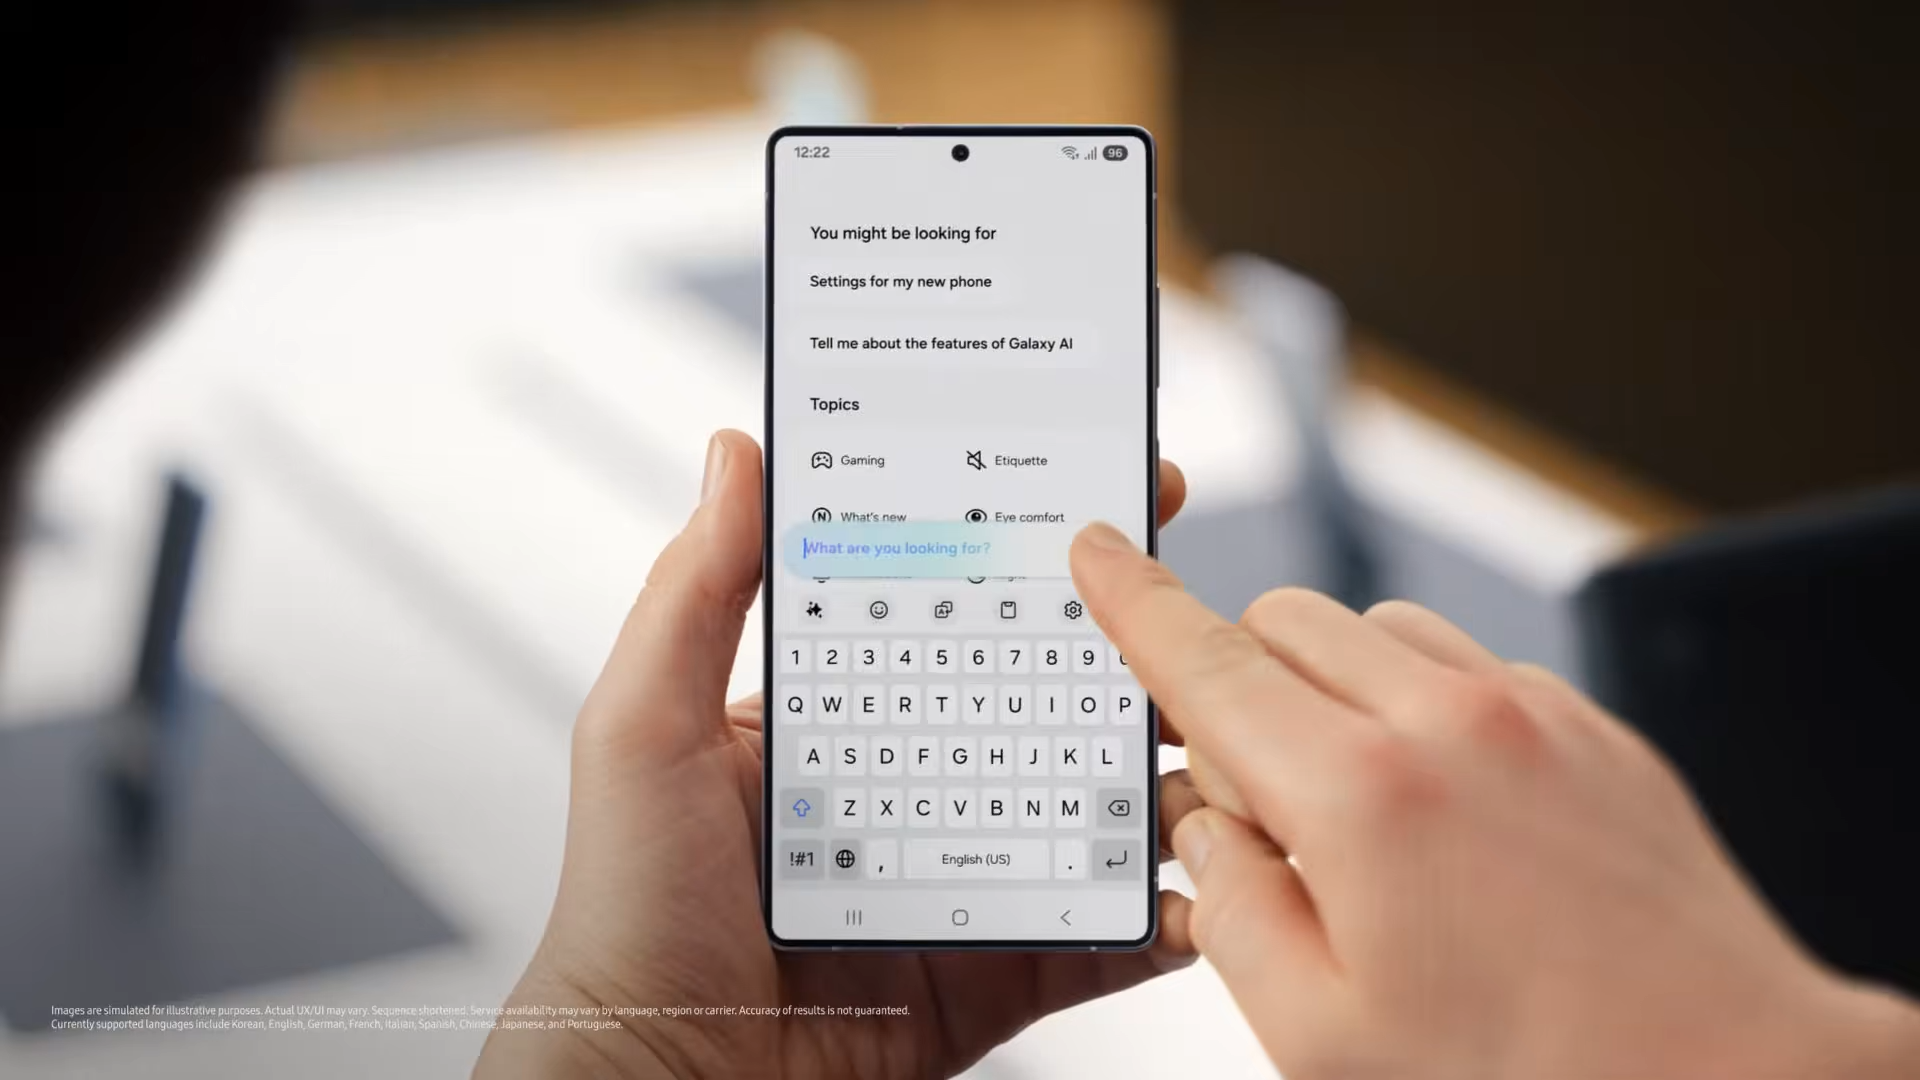 12:22
96
You might be looking for
Settings for my new phone
Tell me about the features of Galaxy AI
Topics
Gaming
Etiquette
What's new
Eye comfort
What are you looking for?
1 2 3 4 5 6 7 8 9
Q W E R T Y U I O P
A S D F G H J K L
Z X C V B N M
!#1 , English (US) .
Images are simulated for illustrative purposes. Actual UX/UI may vary. Sequence shortened. Service availability may vary by language, region or carrier. Accuracy of results is not guaranteed.
Currently supported languages include Korean, English, German, French, Italian, Spanish, Chinese, Japanese, and Portuguese.